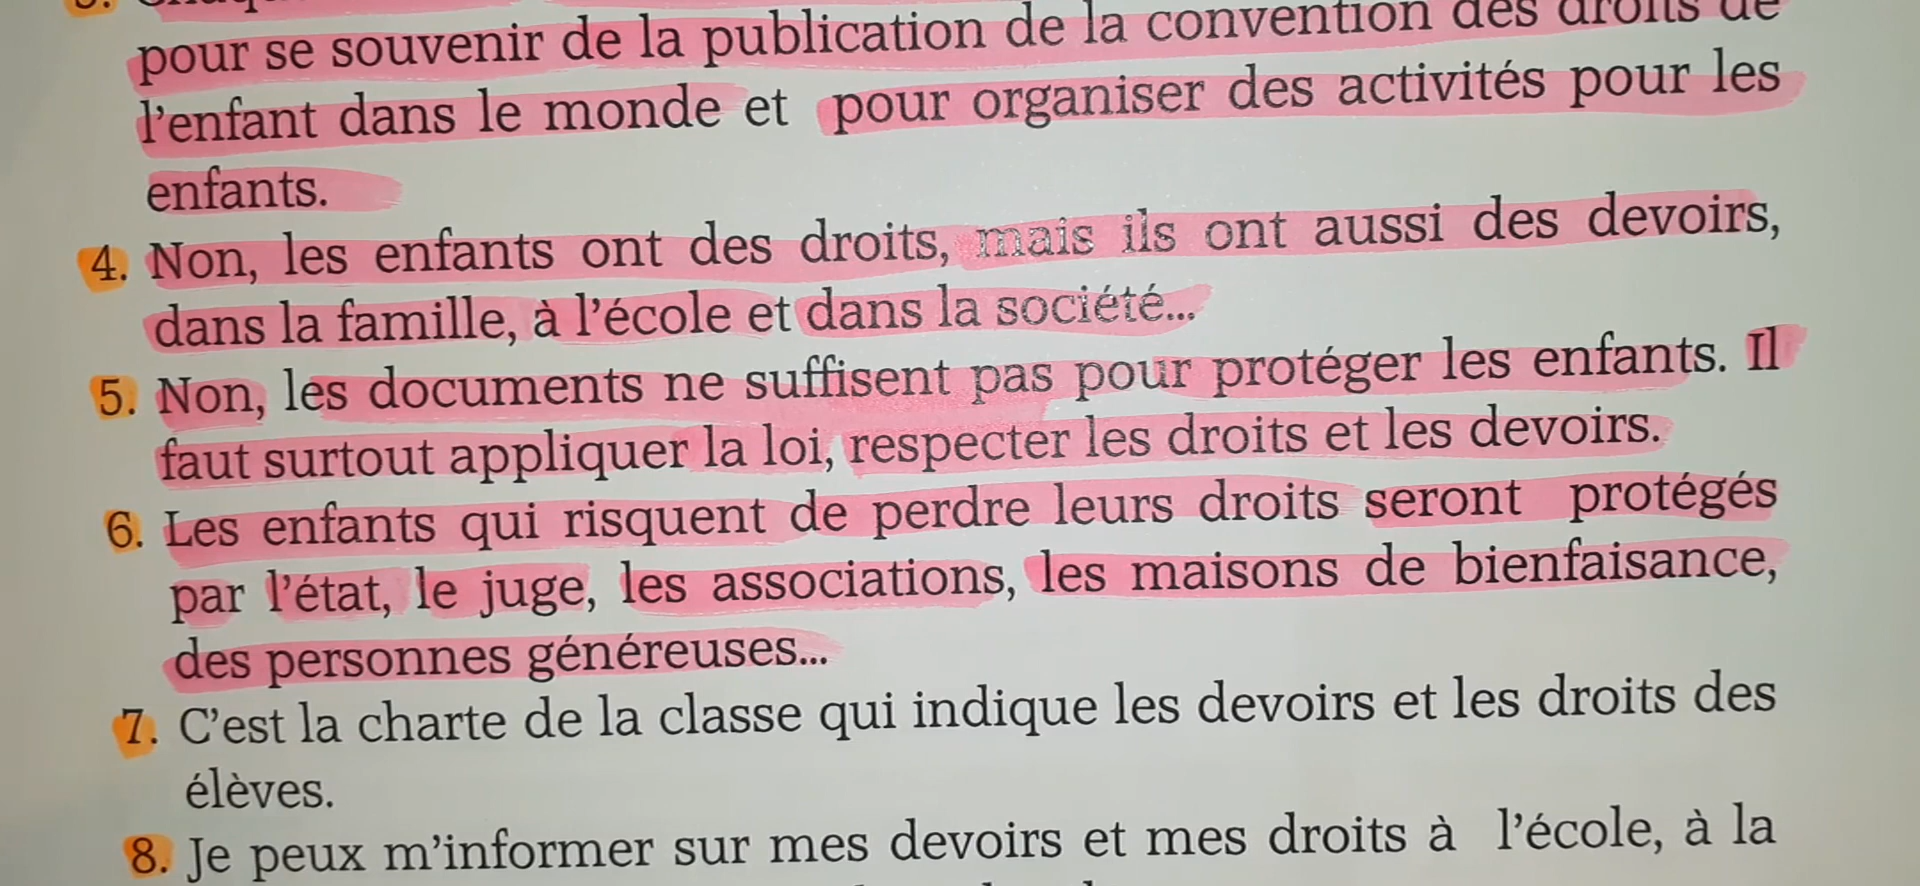 pour se souvenir de la publication de la convention des droits de
l'enfant dans le monde et pour organiser des activités pour les
enfants.
4. Non, les enfants ont des droits, mais ils ont aussi des devoirs,
dans la famille, à l'école et dans la société...
5. Non, les documents ne suffisent pas pour protéger les enfants. Il
faut surtout appliquer la loi, respecter les droits et les devoirs.
6. Les enfants qui risquent de perdre leurs droits seront protégés
par l'état, le juge, les associations, les maisons de bienfaisance,
des personnes généreuses...
7. C'est la charte de la classe qui indique les devoirs et les droits des
élèves.
8. Je peux m'informer sur mes devoirs et mes droits à l'école, à la